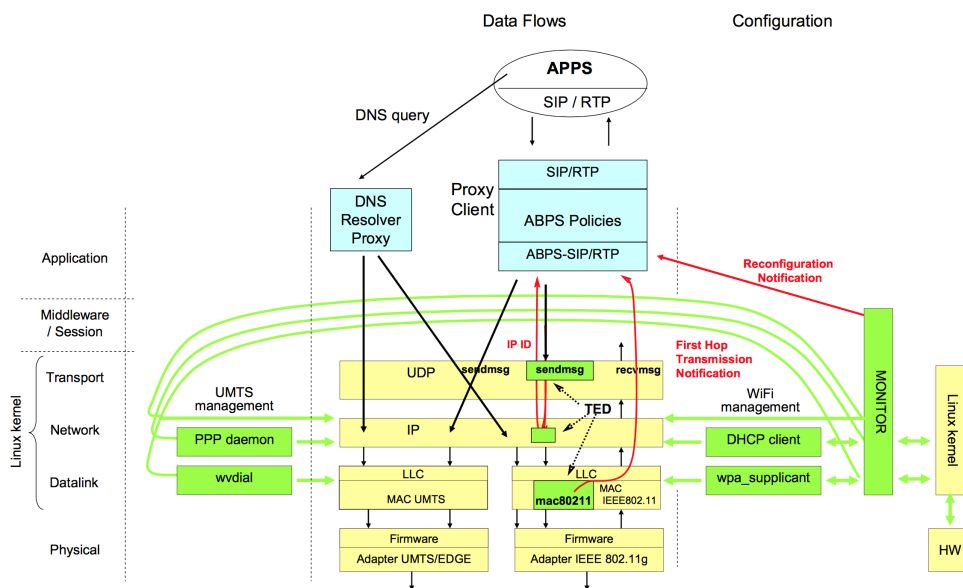 Data Flows
Configuration
APPS
SIP / RTP
DNS query
SIP/RTP
Proxy
Client
DNS
Resolver
Proxy
ABPS Policies
ABPS-SIP/RTP
Application
Reconfiguration
Notification
Middleware
/ Session
IP ID
First Hop
Transmission
Notification
Transport
UDP
sendmsg
sendmsg
recvmsg
UMTS
management
TED
WiFi
management
MONITOR
Linux kernel
Linux kernel
Network
PPP daemon
IP
DHCP client
Datalink
wvdial
LLC
MAC UMTS
LLC
mac80211
MAC
IEEE802.11
wpa_supplicant
Physical
Firmware
Adapter UMTS/EDGE
Firmware
Adapter IEEE 802.11g
HW